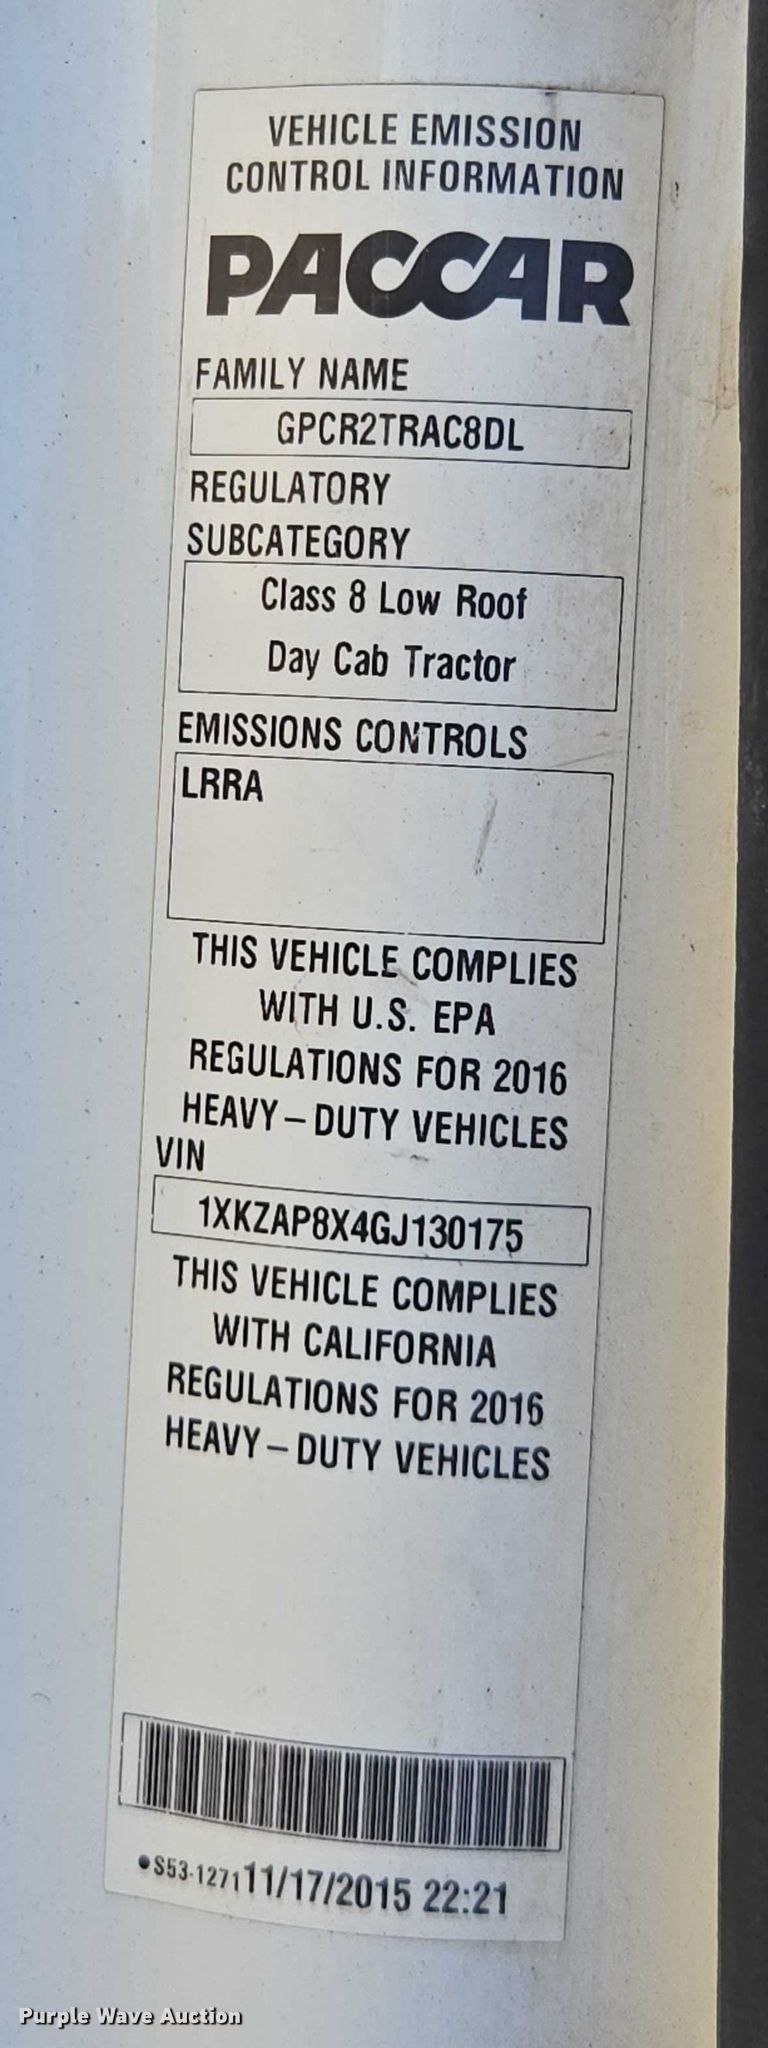 VEHICLE EMISSION
CONTROL INFORMATION
PACCAR
FAMILY NAME
GPCR2TRAC8DL
REGULATORY
SUBCATEGORY
Class 8 Low Roof
Day Cab Tractor
EMISSIONS CONTROLS
LRRA
THIS VEHICLE COMPLIES
WITH U.S. EPA
REGULATIONS FOR 2016
HEAVY–DUTY VEHICLES
VIN
1XKZAP8X4GJ130175
THIS VEHICLE COMPLIES
WITH CALIFORNIA
REGULATIONS FOR 2016
HEAVY–DUTY VEHICLES
•S53-1271 11/17/2015 22:21
Purple Wave Auction